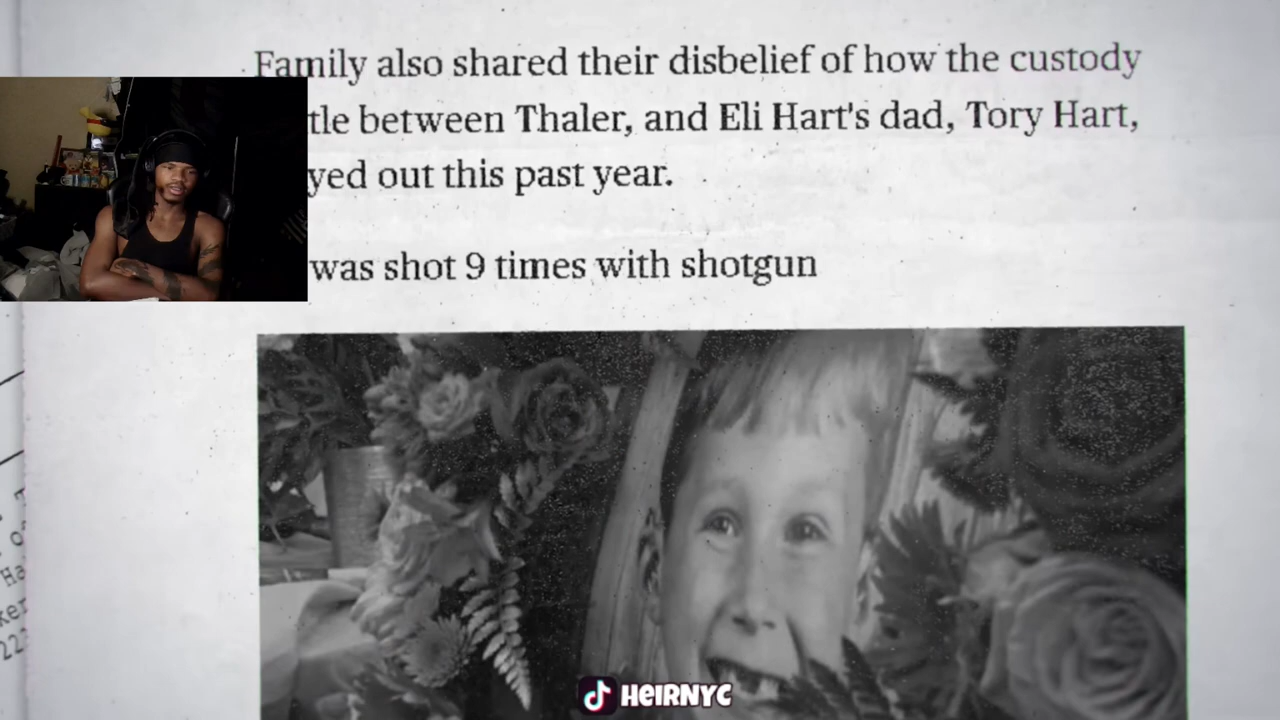 Family also shared their disbelief of how the custody
tle between Thaler, and Eli Hart's dad, Tory Hart,
yed out this past year.
was shot 9 times with shotgun
HEIRNYC